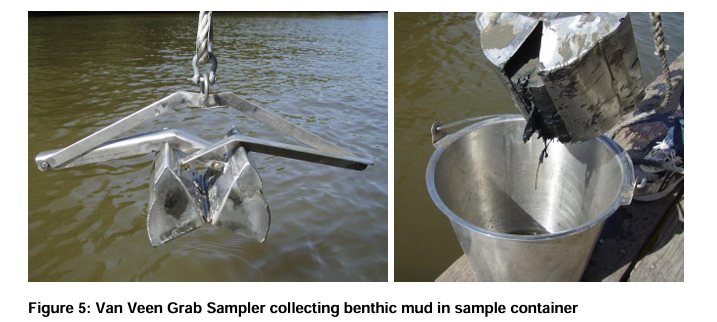 Figure 5: Van Veen Grab Sampler collecting benthic mud in sample container